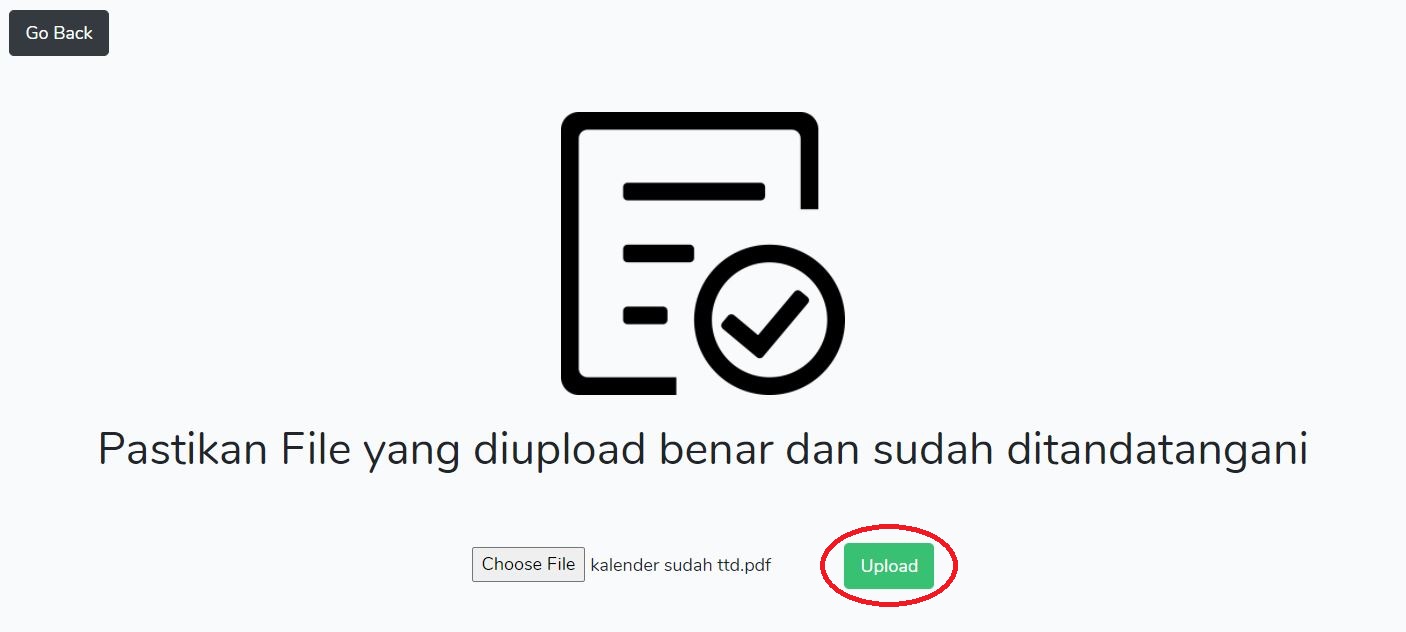 Go Back
Pastikan File yang diupload benar dan sudah ditandatangani
Choose File kalender sudah ttd.pdf Upload